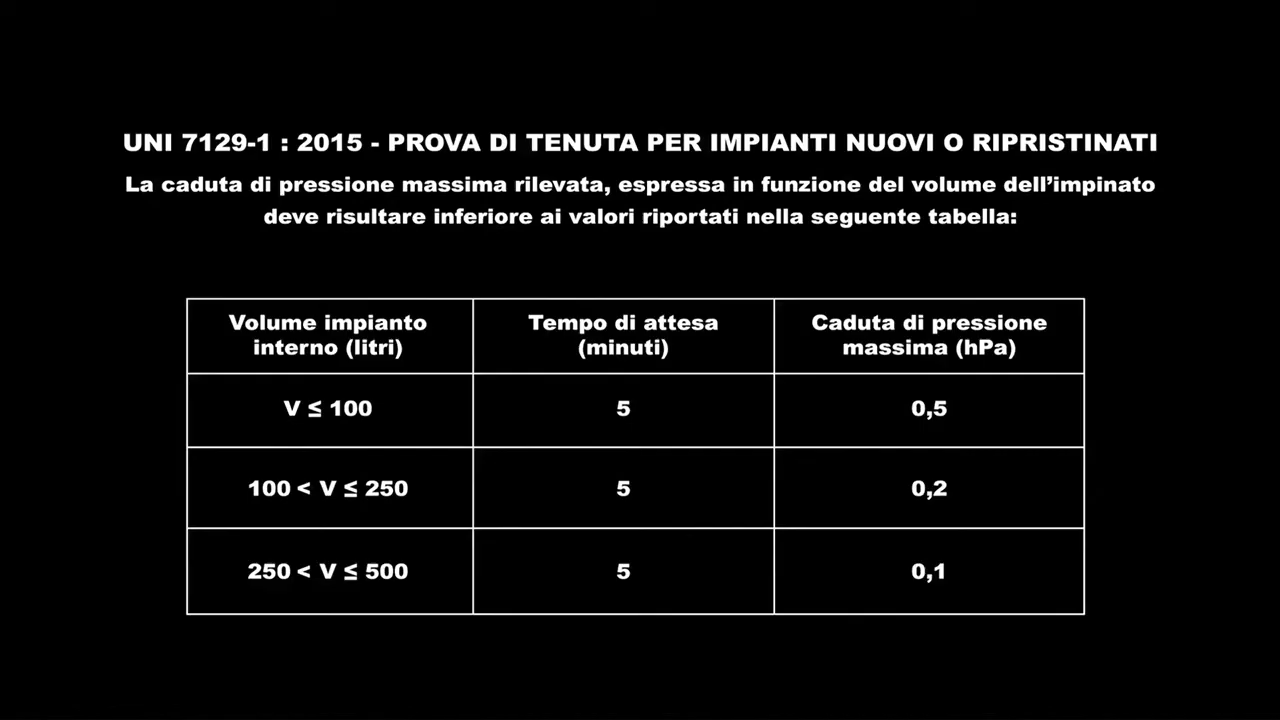 UNI 7129-1 : 2015 - PROVA DI TENUTA PER IMPIANTI NUOVI O RIPRISTINATI
La caduta di pressione massima rilevata, espressa in funzione del volume dell'impinato
deve risultare inferiore ai valori riportati nella seguente tabella:
Volume impianto interno (litri) Tempo di attesa (minuti) Caduta di pressione massima (hPa)
V ≤ 100 5 0,5
100 < V ≤ 250 5 0,2
250 < V ≤ 500 5 0,1